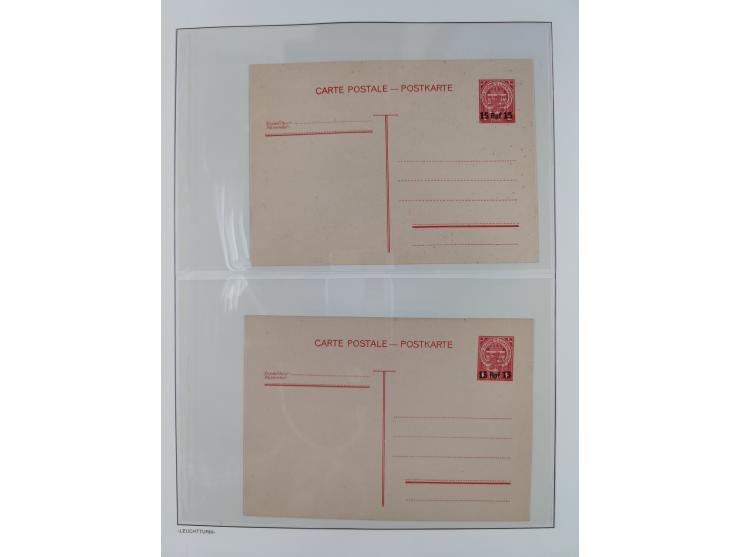 CARTE POSTALE — POSTKARTE
15 Rpf 15
CARTE POSTALE — POSTKARTE
15 Rpf 15
»LEUCHTTURM«